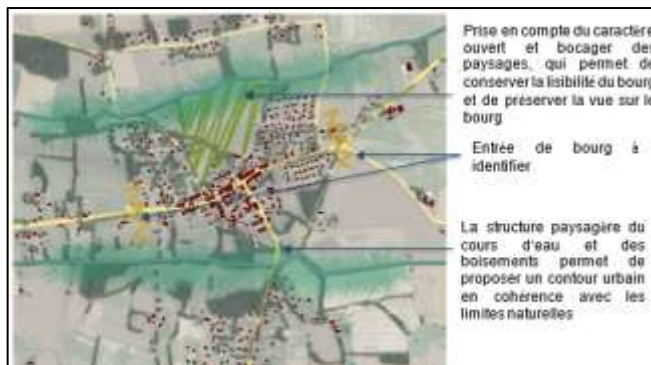 Prise en compte du caractère
ouvert et bocager des
paysages, qui permet de
conserver la lisibilité du bourg
et de préserver la vue sur le
bourg
Entrée de bourg à
identifier
La structure paysagère du
cours d'eau et des
boisements permet de
proposer un contour urbain
en cohérence avec les
limites naturelles